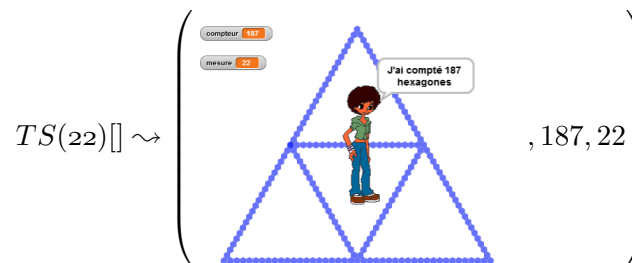 compteur 187
mesure 22
J'ai compté 187
hexagones
TS(22)[] ⇝ ( , 187, 22